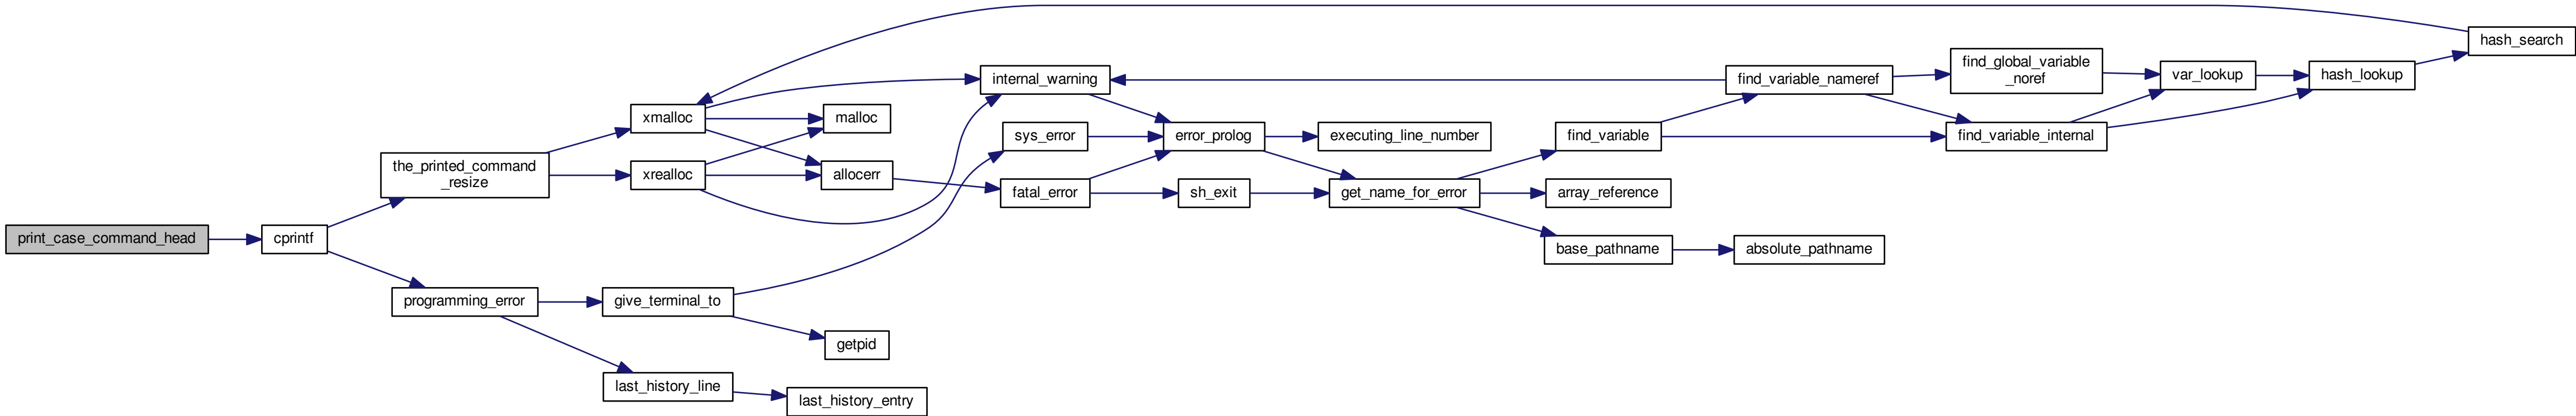 print_case_command_head
cprintf
the_printed_command
_resize
programming_error
xmalloc
xrealloc
give_terminal_to
last_history_line
malloc
allocerr
getpid
last_history_entry
internal_warning
sys_error
fatal_error
error_prolog
sh_exit
executing_line_number
get_name_for_error
find_variable
array_reference
base_pathname
find_variable_nameref
absolute_pathname
find_global_variable
_noref
find_variable_internal
var_lookup
hash_lookup
hash_search